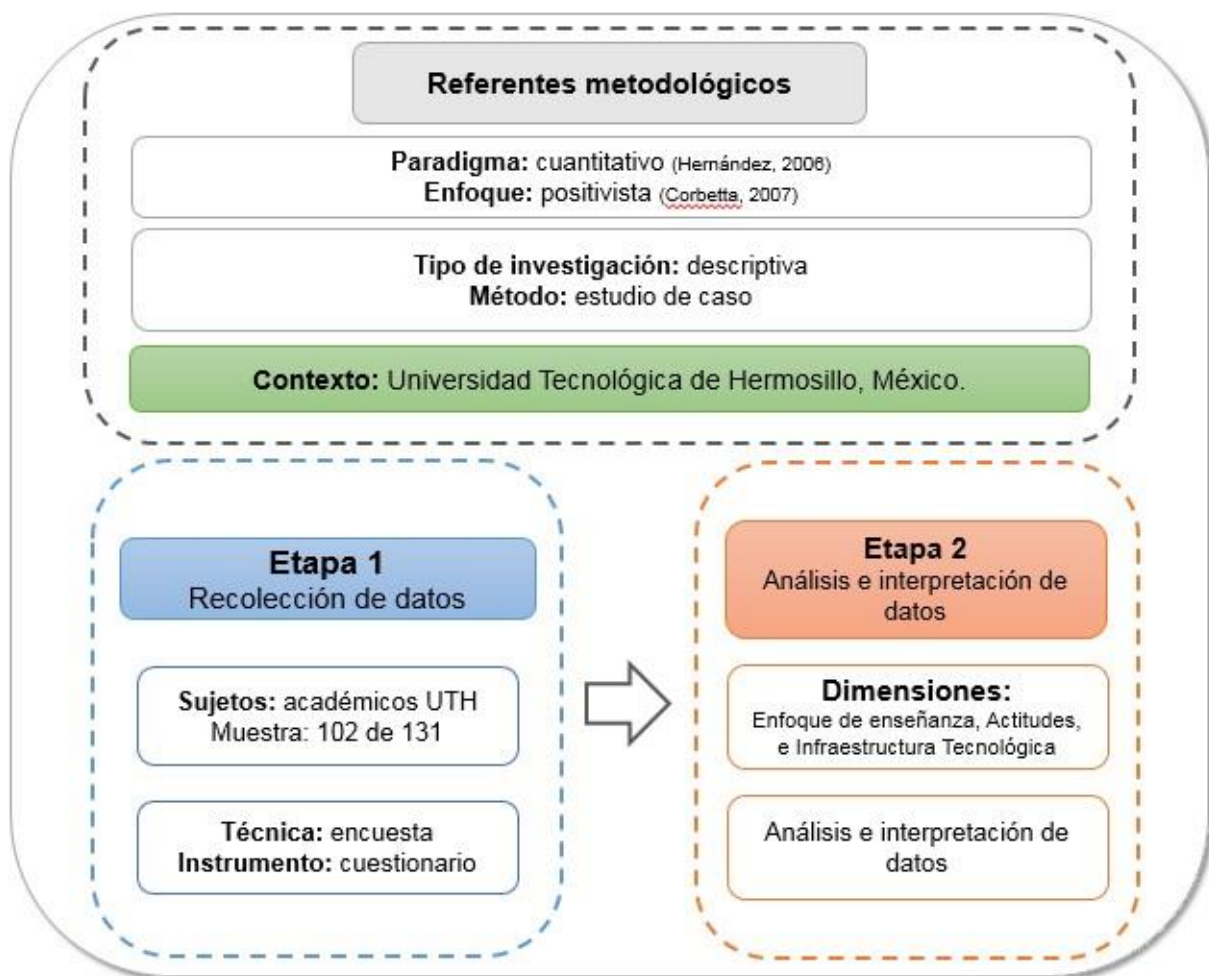 Referentes metodológicos
Paradigma: cuantitativo (Hernández, 2006)
Enfoque: positivista (Corbetta, 2007)
Tipo de investigación: descriptiva
Método: estudio de caso
Contexto: Universidad Tecnológica de Hermosillo, México.
Etapa 1
Recolección de datos
Sujetos: académicos UTH
Muestra: 102 de 131
Técnica: encuesta
Instrumento: cuestionario
Etapa 2
Análisis e interpretación de
datos
Dimensiones:
Enfoque de enseñanza, Actitudes,
e Infraestructura Tecnológica
Análisis e interpretación de
datos